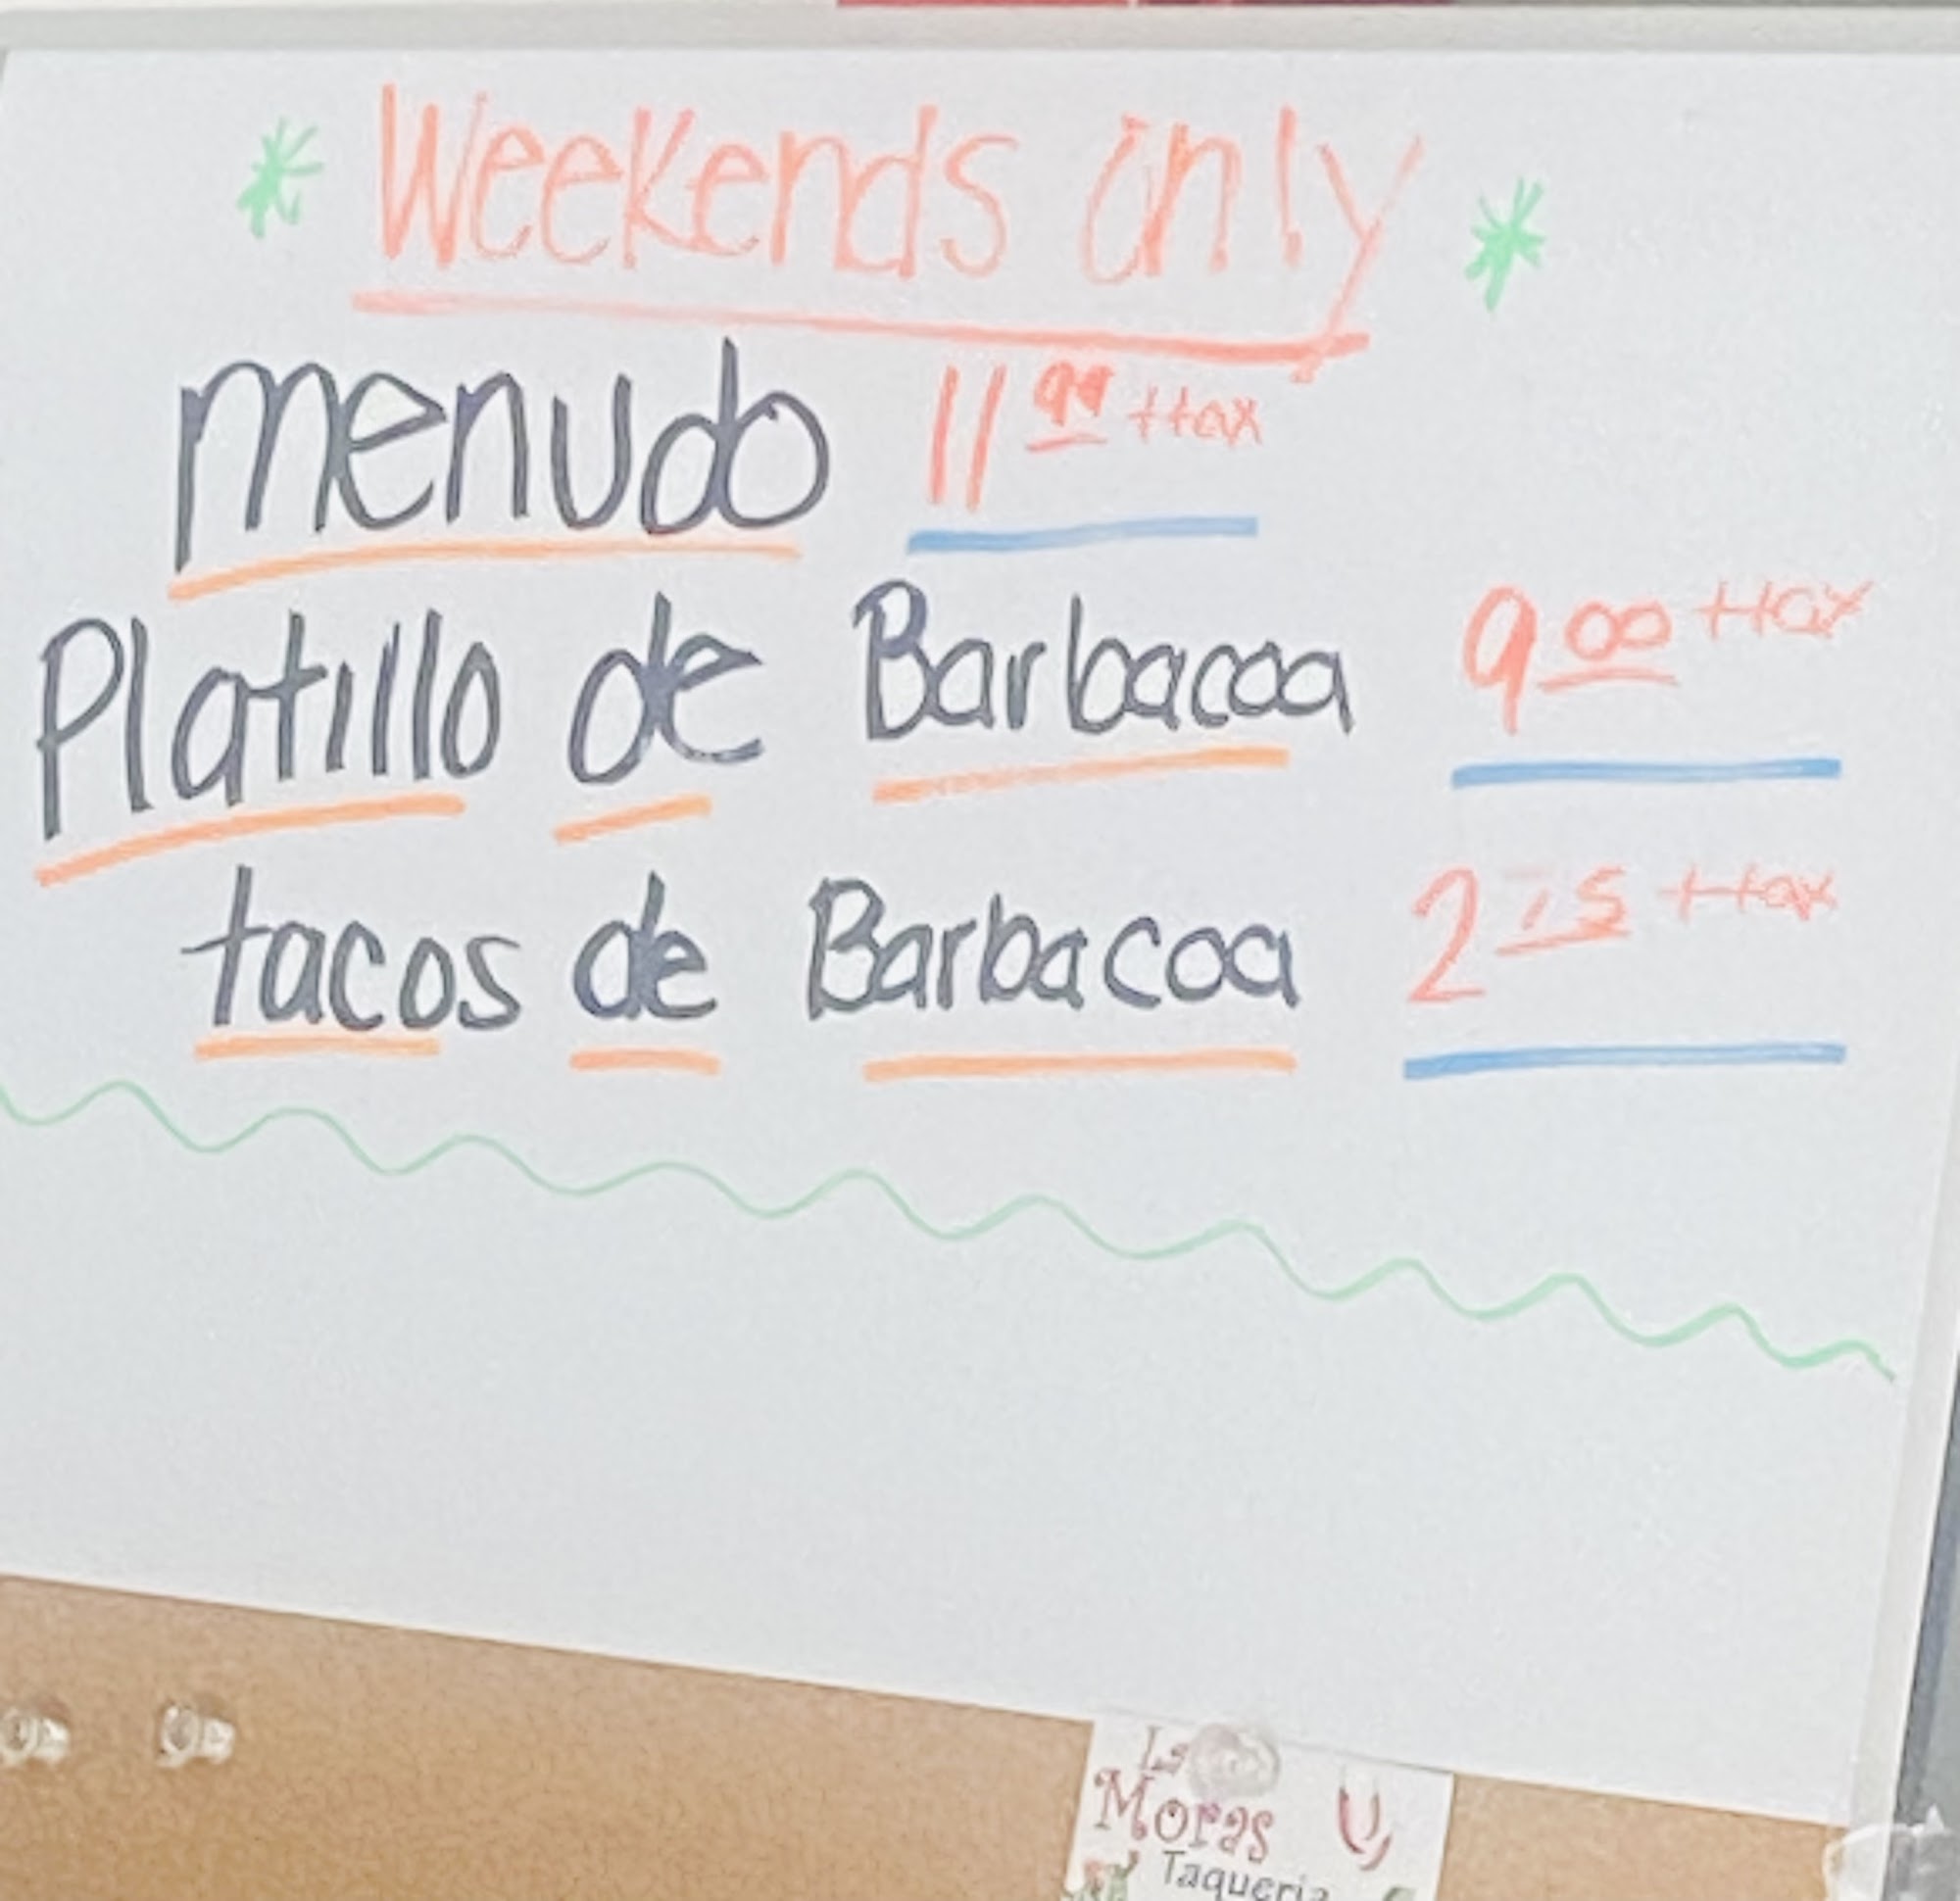 * Weekends only *
menudo 11 99 +tax
Platillo de Barbacoa 9 00 +tax
tacos de Barbacoa 2 75 +tax
Moras
Taqueria